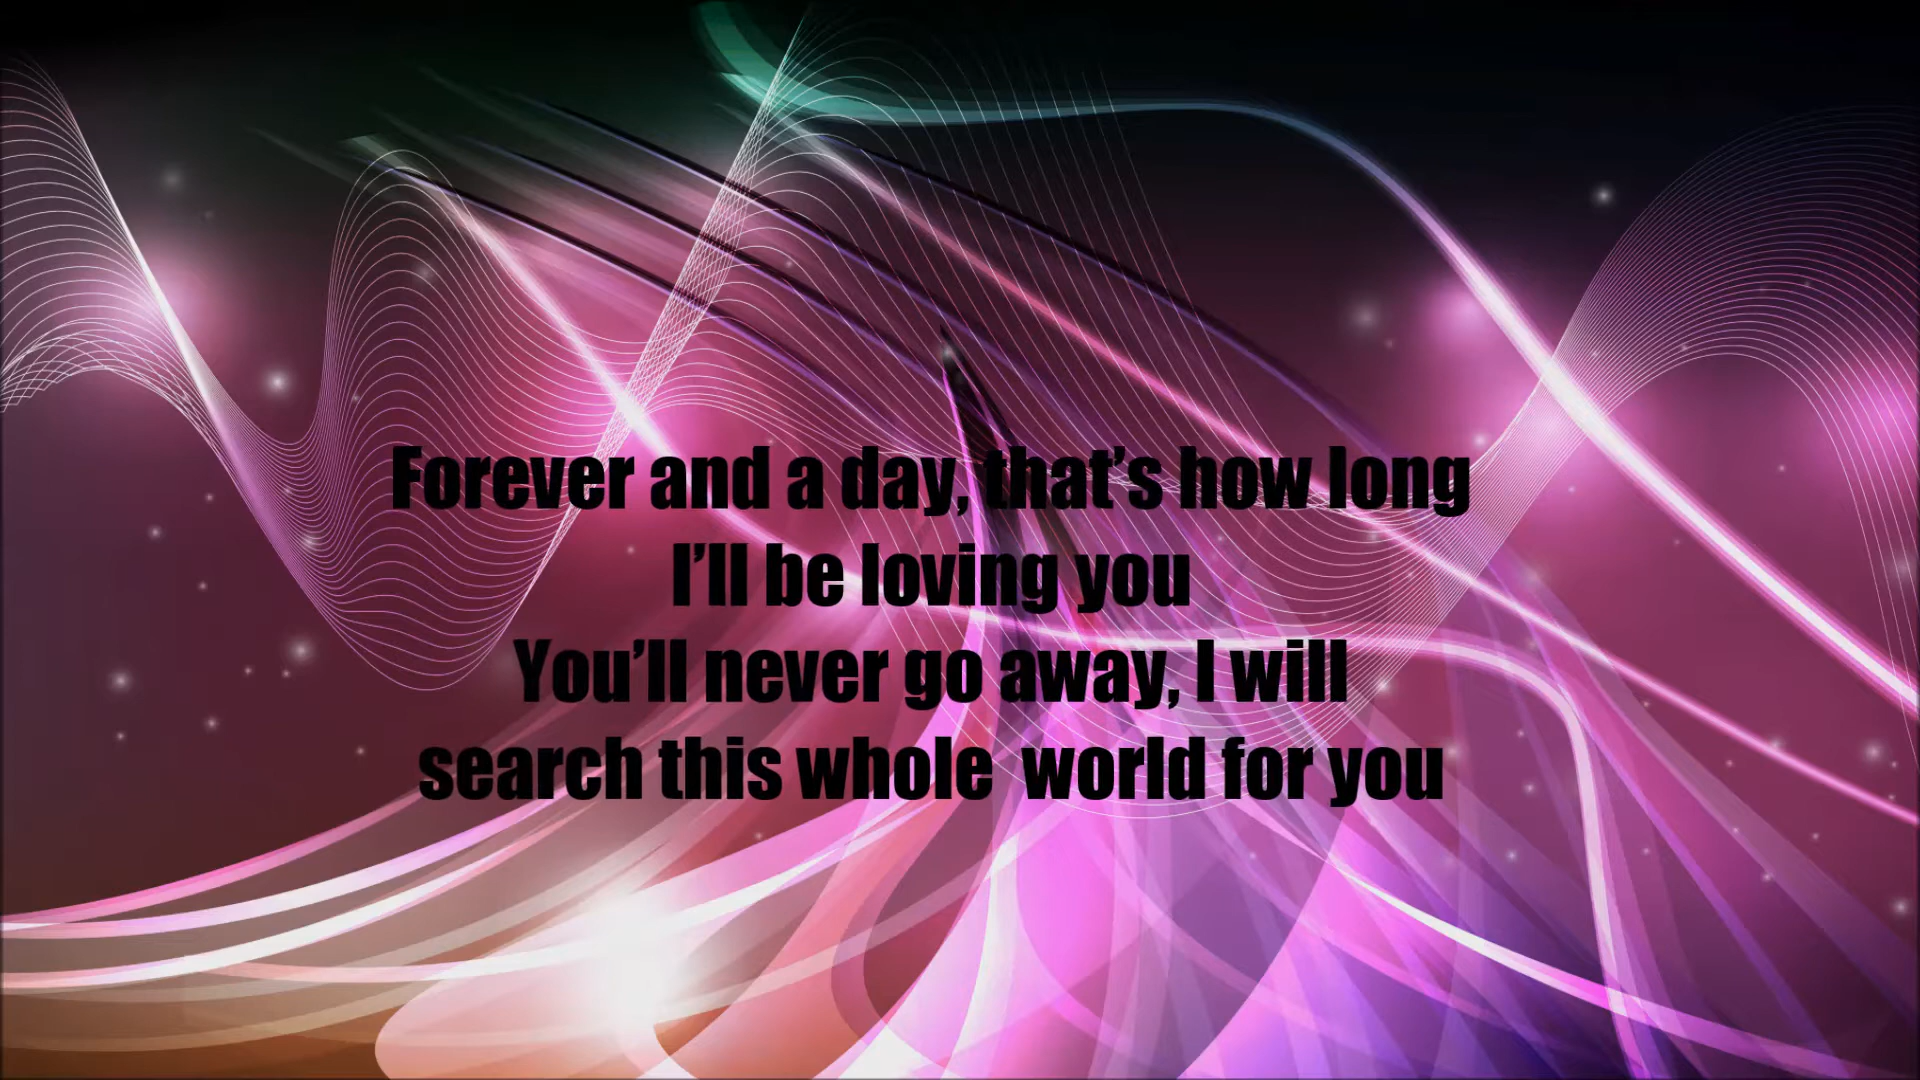 Forever and a day, that’s how long
I’ll be loving you
You’ll never go away, I will
search this whole  world for you